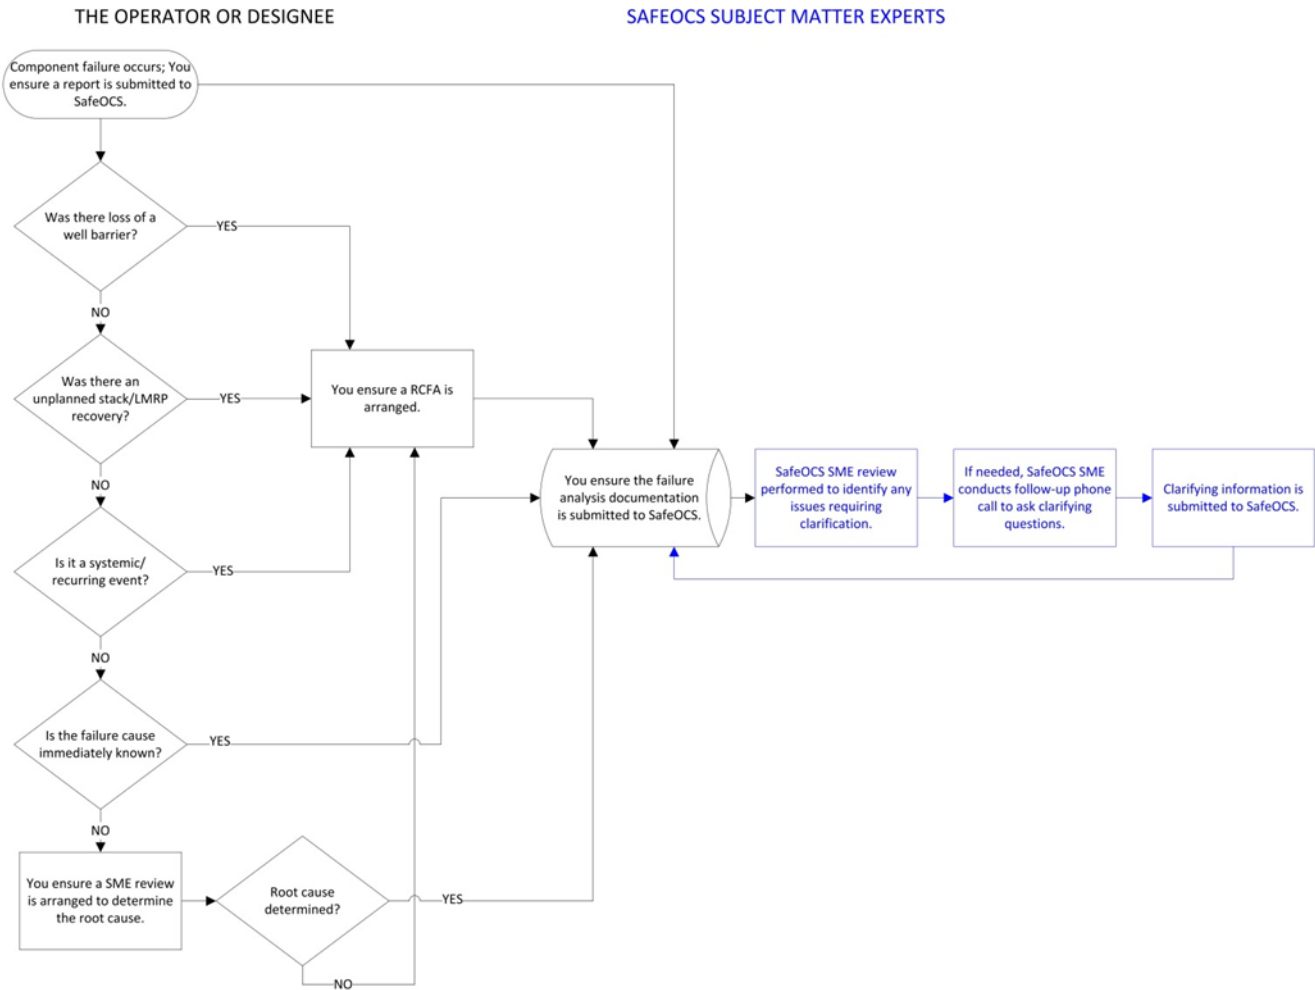 THE OPERATOR OR DESIGNEE
SAFEOCS SUBJECT MATTER EXPERTS
Component failure occurs; You
ensure a report is submitted to
SafeOCS.
Was there loss of a
well barrier?
YES
NO
Was there an
unplanned stack/LMRP
recovery?
YES
You ensure a RCFA is
arranged.
NO
Is it a systemic/
recurring event?
YES
NO
You ensure the failure
analysis documentation
is submitted to SafeOCS.
SafeOCS SME review
performed to identify any
issues requiring
clarification.
If needed, SafeOCS SME
conducts follow-up phone
call to ask clarifying
questions.
Clarifying information is
submitted to SafeOCS.
Is the failure cause
immediately known?
YES
NO
You ensure a SME review
is arranged to determine
the root cause.
Root cause
determined?
YES
NO